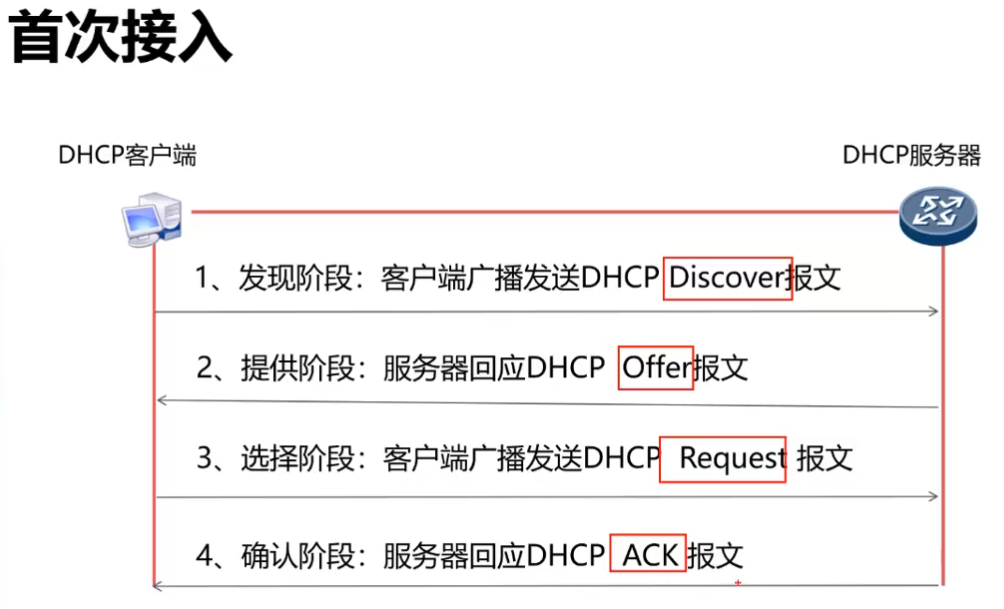 首次接入
DHCP客户端
DHCP服务器
1、发现阶段：客户端广播发送DHCP Discover报文
2、提供阶段：服务器回应DHCP Offer报文
3、选择阶段：客户端广播发送DHCP Request 报文
4、确认阶段：服务器回应DHCP ACK 报文